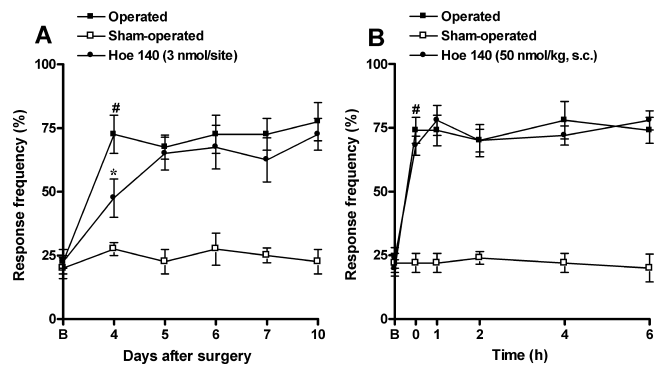 A
Operated
Sham-operated
Hoe 140 (3 nmol/site)
Response frequency (%)
100
75
50
25
0
#
*
B 4 5 6 7 10
Days after surgery
B
Operated
Sham-operated
Hoe 140 (50 nmol/kg, s.c.)
Response frequency (%)
100
75
50
25
0
#
B 0 1 2 4 6
Time (h)